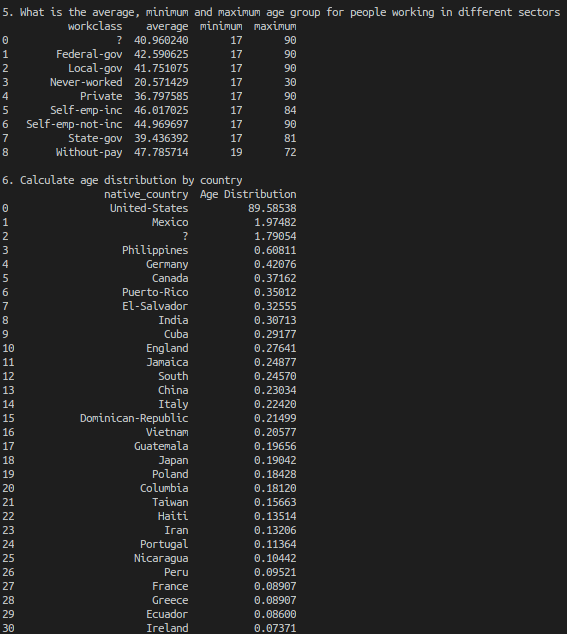 5. What is the average, minimum and maximum age group for people working in different sectors
workclass average minimum maximum
0 ? 40.960240 17 90
1 Federal-gov 42.590625 17 90
2 Local-gov 41.751075 17 90
3 Never-worked 20.571429 17 30
4 Private 36.797585 17 90
5 Self-emp-inc 46.017025 17 84
6 Self-emp-not-inc 44.969697 17 90
7 State-gov 39.436392 17 81
8 Without-pay 47.785714 19 72
6. Calculate age distribution by country
native_country Age Distribution
0 United-States 89.58538
1 Mexico 1.97482
2 ? 1.79054
3 Philippines 0.60811
4 Germany 0.42076
5 Canada 0.37162
6 Puerto-Rico 0.35012
7 El-Salvador 0.32555
8 India 0.30713
9 Cuba 0.29177
10 England 0.27641
11 Jamaica 0.24877
12 South 0.24570
13 China 0.23034
14 Italy 0.22420
15 Dominican-Republic 0.21499
16 Vietnam 0.20577
17 Guatemala 0.19656
18 Japan 0.19042
19 Poland 0.18428
20 Columbia 0.18120
21 Taiwan 0.15663
22 Haiti 0.13514
23 Iran 0.13206
24 Portugal 0.11364
25 Nicaragua 0.10442
26 Peru 0.09521
27 France 0.08907
28 Greece 0.08907
29 Ecuador 0.08600
30 Ireland 0.07371